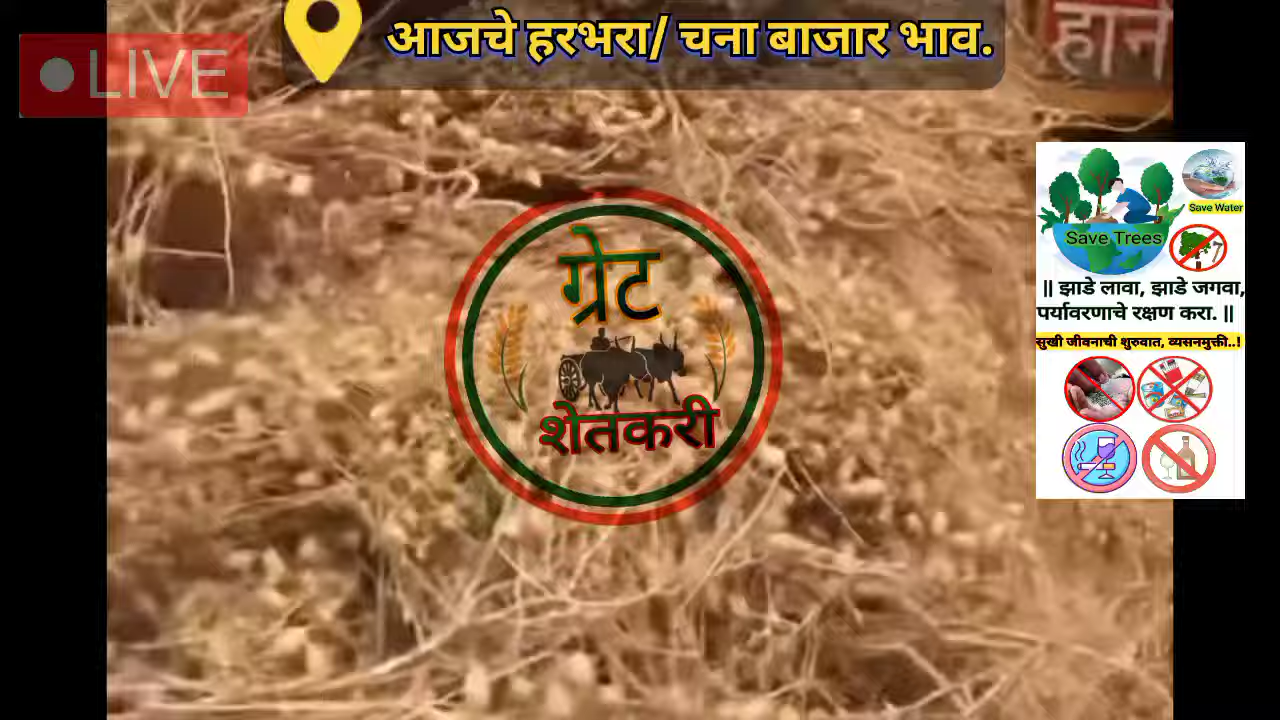 आजचे हरभरा/ चना बाजार भाव.
LIVE
ग्रेट
शेतकरी
Save Water
Save Trees
|| झाडे लावा, झाडे जगवा,
पर्यावरणाचे रक्षण करा. ||
सुखी जीवनाची शुरुवात, व्यसनमुक्ती..!